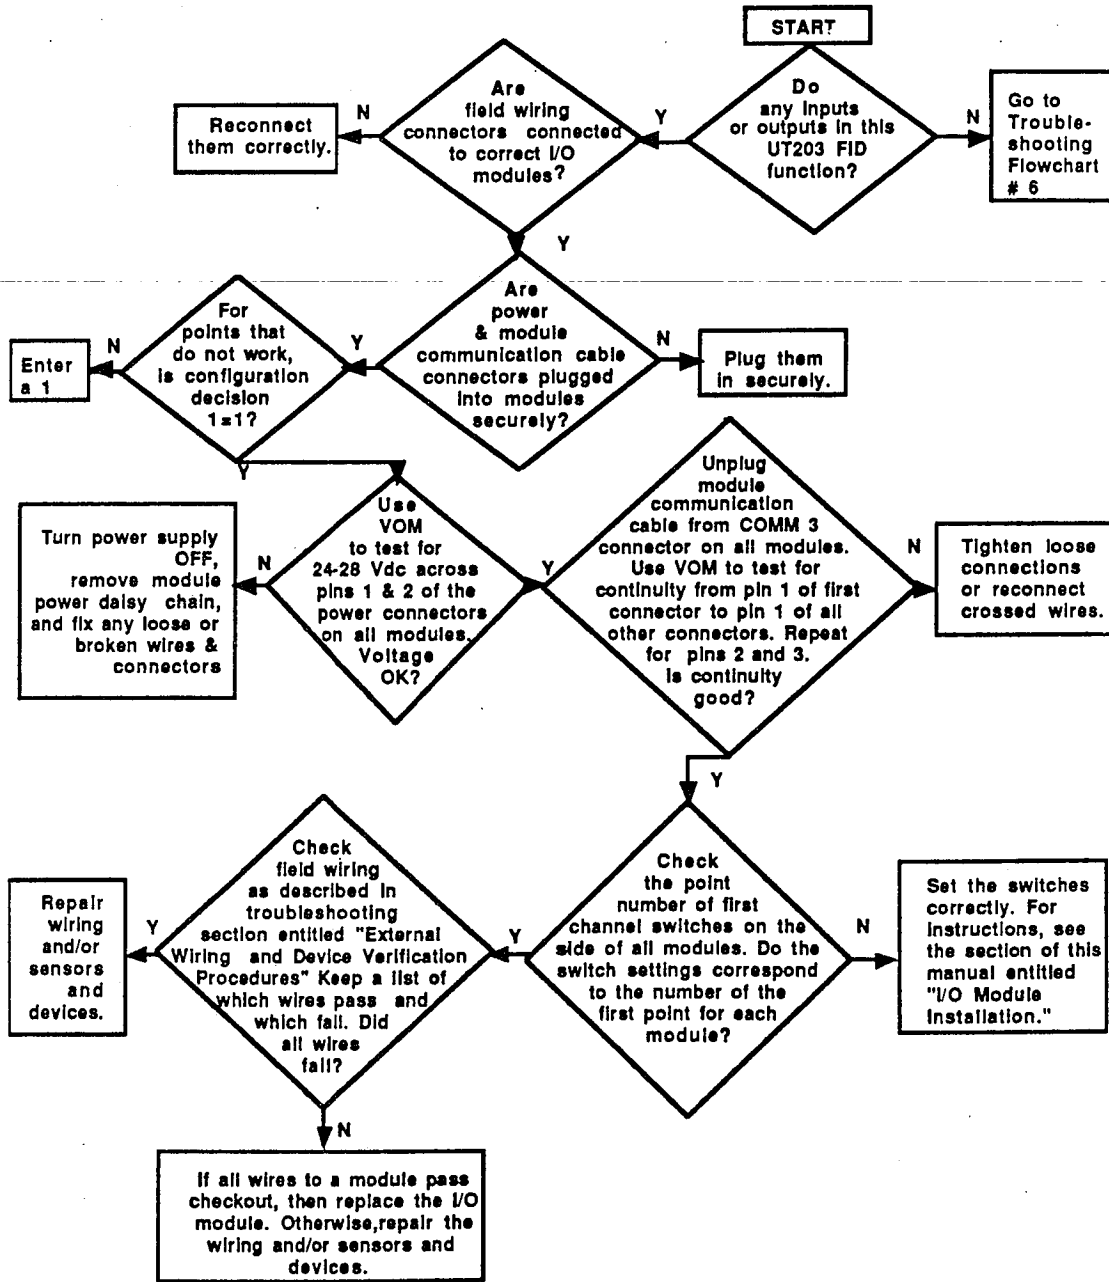 START
Do
any inputs
or outputs in this
UT203 FID
function?
N
Go to
Trouble-
shooting
Flowchart
# 6
Y
Are
field wiring
connectors connected
to correct I/O
modules?
N
Reconnect
them correctly.
Y
Are
power
& module
communication cable
connectors plugged
into modules
securely?
N
Plug them
in securely.
Y
For
points that
do not work,
is configuration
decision
1=1?
N
Enter
a 1
Y
Use
VOM
to test for
24-28 Vdc across
pins 1 & 2 of the
power connectors
on all modules.
Voltage
OK?
N
Turn power supply
OFF,
remove module
power daisy chain,
and fix any loose or
broken wires &
connectors
Y
Unplug
module
communication
cable from COMM 3
connector on all modules.
Use VOM to test for
continuity from pin 1 of first
connector to pin 1 of all
other connectors. Repeat
for pins 2 and 3.
Is continuity
good?
N
Tighten loose
connections
or reconnect
crossed wires.
Y
Check
the point
number of first
channel switches on the
side of all modules. Do the
switch settings correspond
to the number of the
first point for each
module?
N
Set the switches
correctly. For
instructions, see
the section of this
manual entitled
"I/O Module
Installation."
Y
Check
field wiring
as described in
troubleshooting
section entitled "External
Wiring and Device Verification
Procedures" Keep a list of
which wires pass and
which fail. Did
all wires
fail?
Y
Repair
wiring
and/or
sensors
and
devices.
N
If all wires to a module pass
checkout, then replace the I/O
module. Otherwise,repair the
wiring and/or sensors and
devices.